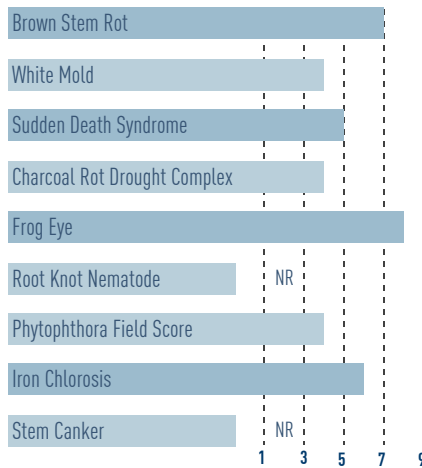 Brown Stem Rot
White Mold
Sudden Death Syndrome
Charcoal Rot Drought Complex
Frog Eye
Root Knot Nematode NR
Phytophthora Field Score
Iron Chlorosis
Stem Canker NR
1 3 5 7